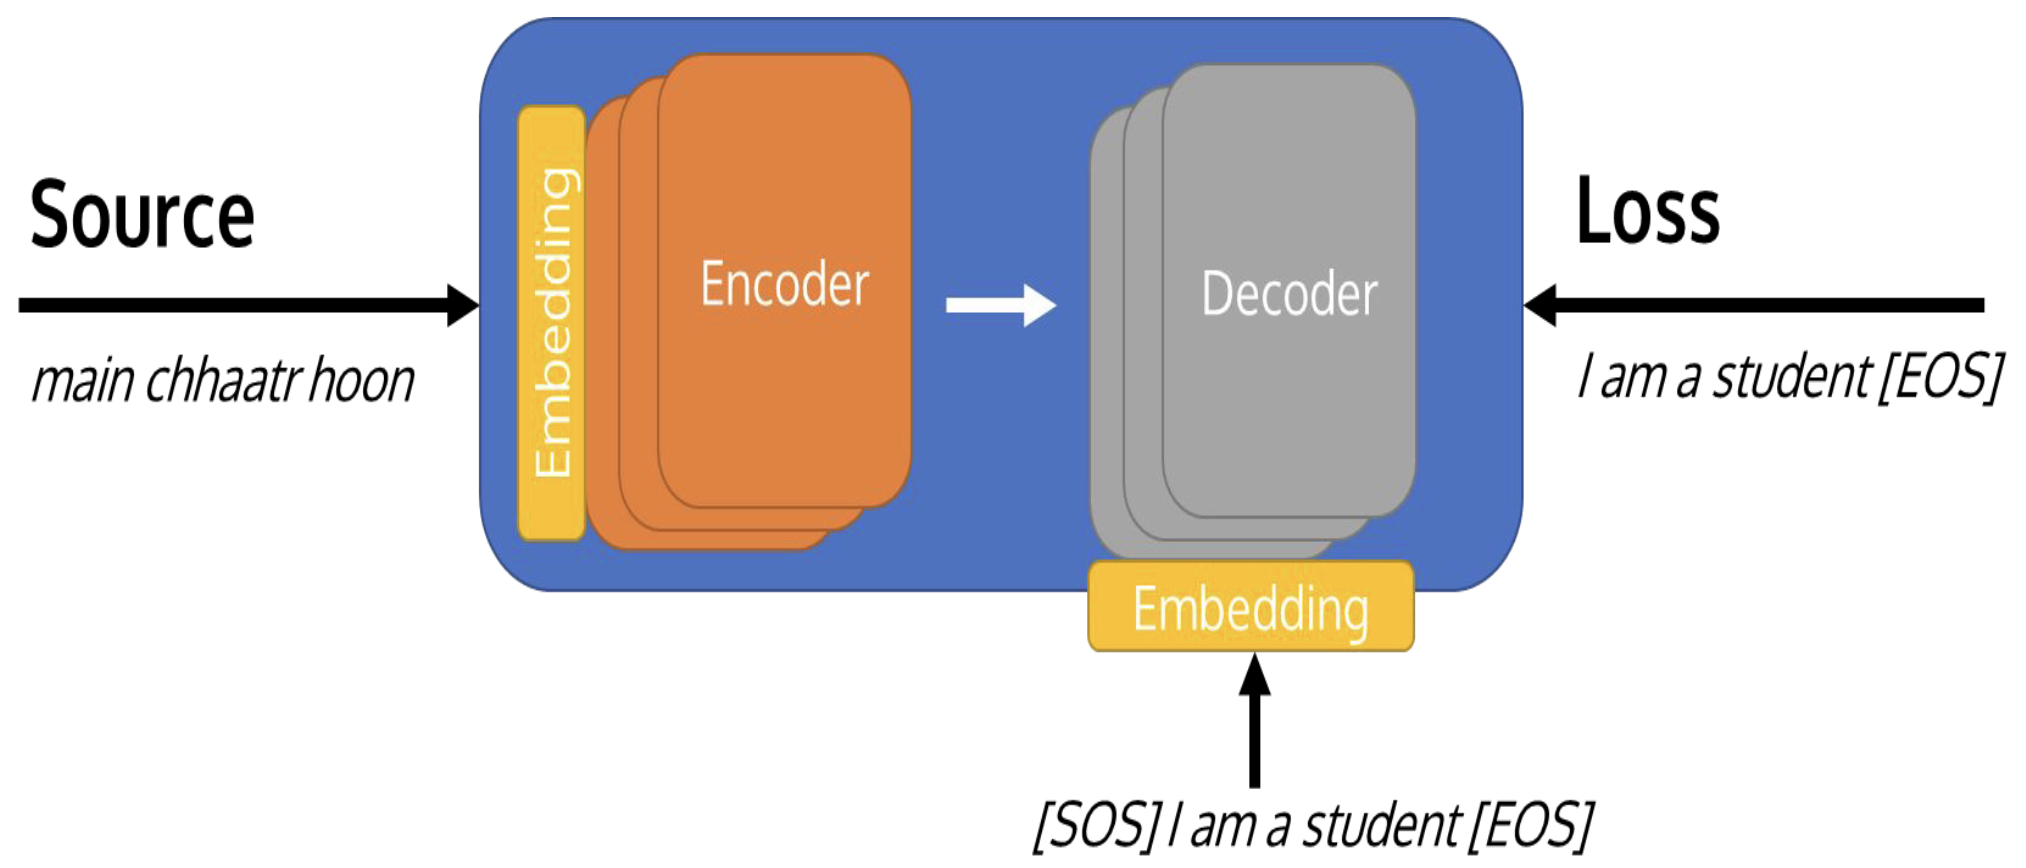 Source
main chhaatr hoon
Embedding
Encoder
Decoder
Embedding
Loss
I am a student [EOS]
[SOS] I am a student [EOS]